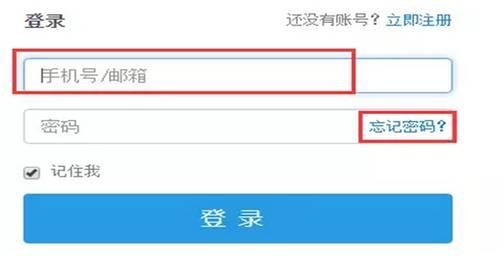 登录 还没有账号？立即注册
手机号/邮箱
密码 忘记密码？
记住我
登 录